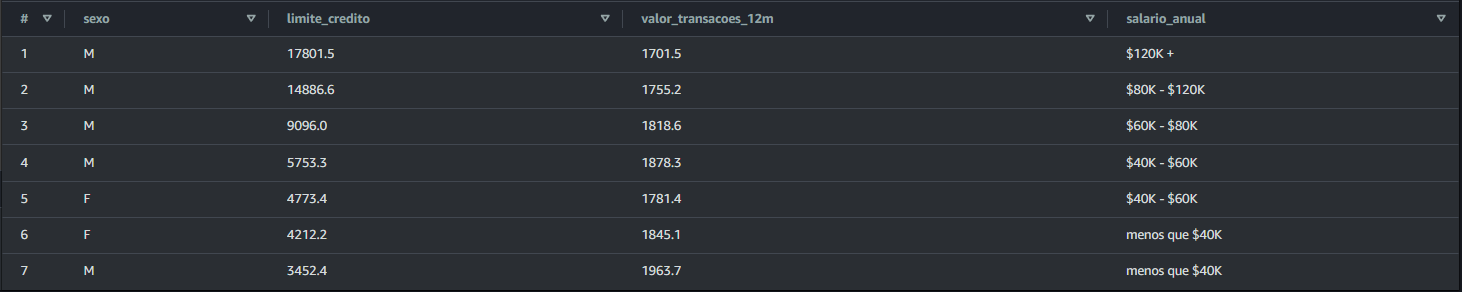 # sexo limite_credito valor_transacoes_12m salario_anual
1 M 17801.5 1701.5 $120K +
2 M 14886.6 1755.2 $80K - $120K
3 M 9096.0 1818.6 $60K - $80K
4 M 5753.3 1878.3 $40K - $60K
5 F 4773.4 1781.4 $40K - $60K
6 F 4212.2 1845.1 menos que $40K
7 M 3452.4 1963.7 menos que $40K